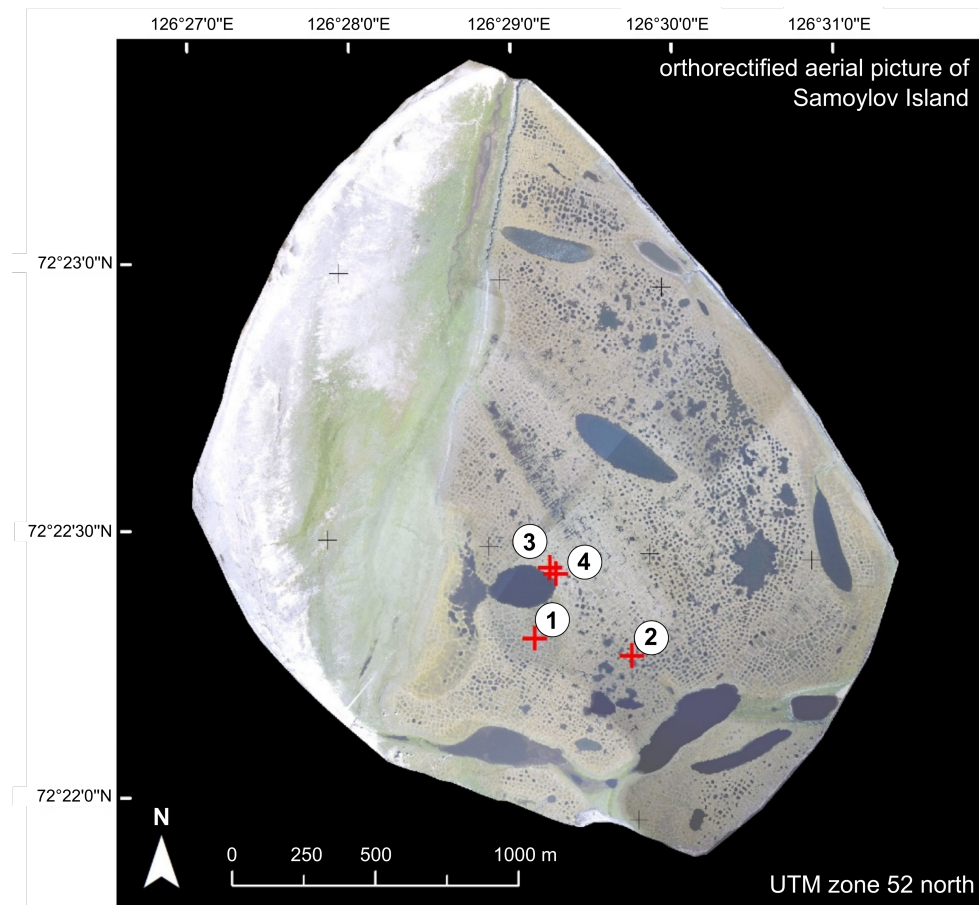 126°27'0"E 126°28'0"E 126°29'0"E 126°30'0"E 126°31'0"E
orthorectified aerial picture of
Samoylov Island
72°23'0"N
72°22'30"N
3
4
1
2
72°22'0"N
N
0 250 500 1000 m
UTM zone 52 north